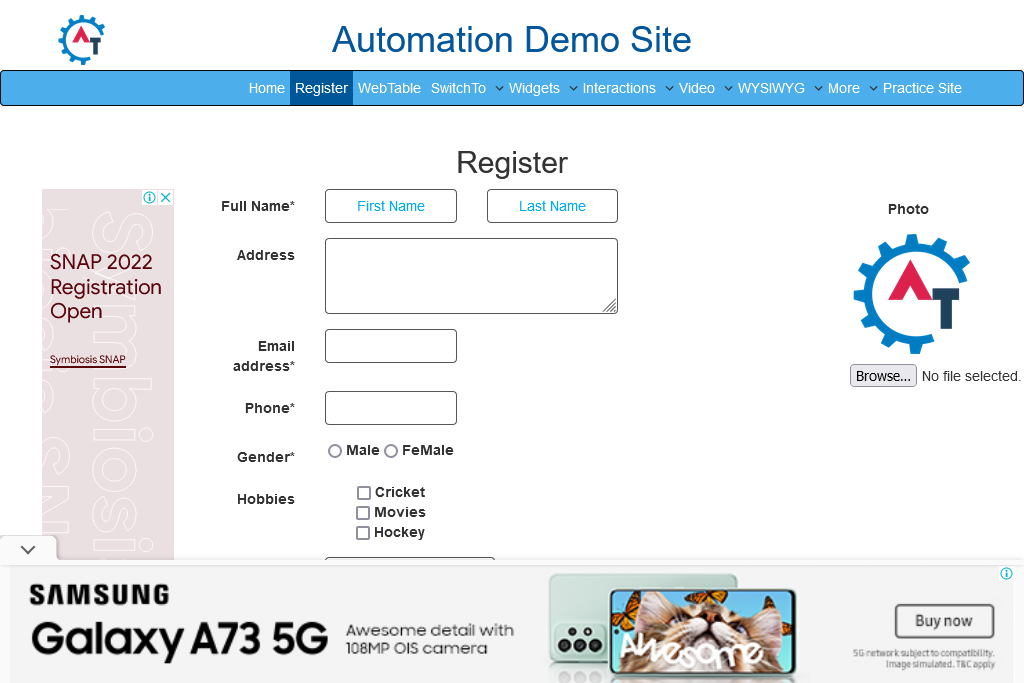 AT
Automation Demo Site
Home Register WebTable SwitchTo Widgets Interactions Video WYSIWYG More Practice Site
Register
Full Name* First Name Last Name
Photo
Address
Email
address*
Phone*
Gender* Male FeMale
Hobbies Cricket
Movies
Hockey
AT
Browse... No file selected.
SNAP 2022
Registration
Open
Symbiosis SNAP
Symbiosi
SAMSUNG
Galaxy A73 5G
Awesome detail with
108MP OIS camera
Awesome
Buy now
5G network subject to compatibility.
Image simulated. T&C apply